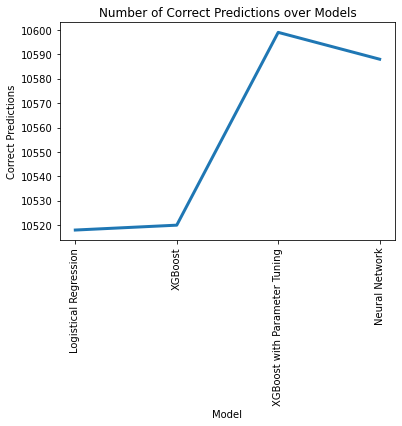 Number of Correct Predictions over Models
Correct Predictions
10600
10590
10580
10570
10560
10550
10540
10530
10520
Logistical Regression
XGBoost
XGBoost with Parameter Tuning
Neural Network
Model